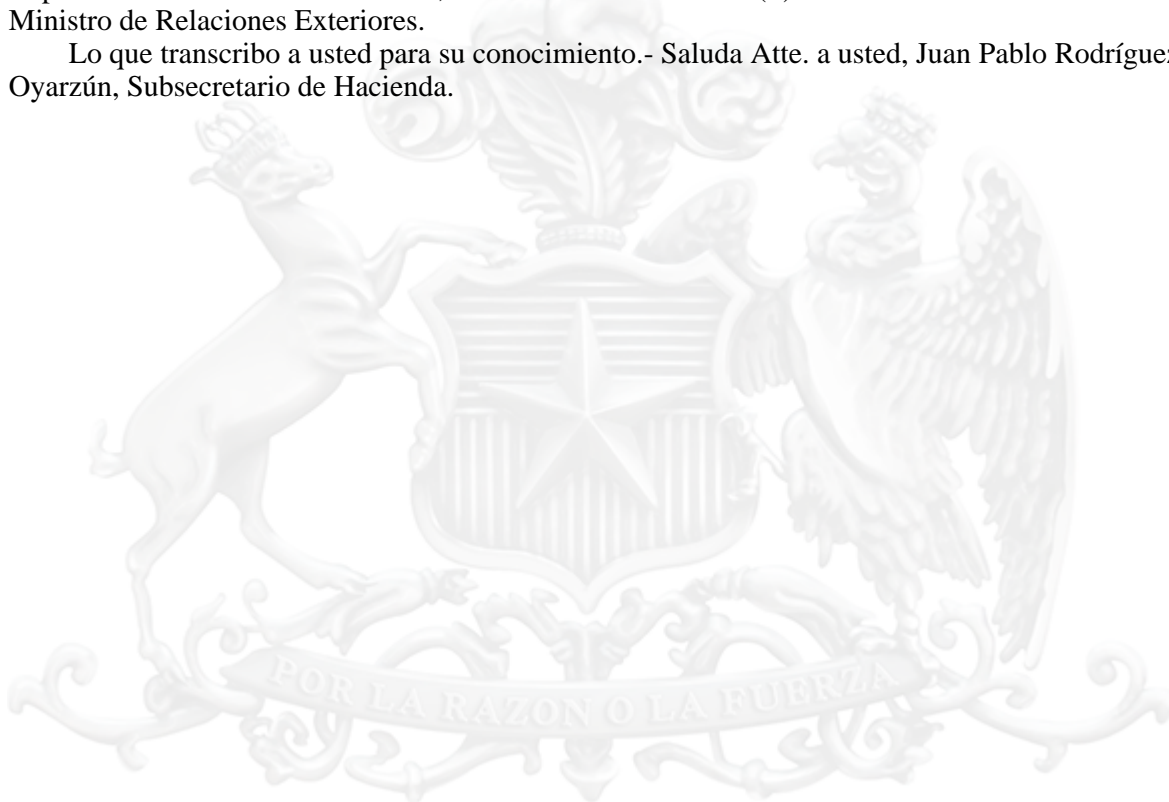 Ministro de Relaciones Exteriores.
Lo que transcribo a usted para su conocimiento.- Saluda Atte. a usted, Juan Pablo Rodríguez
Oyarzún, Subsecretario de Hacienda.
POR LA RAZON O LA FUERZA